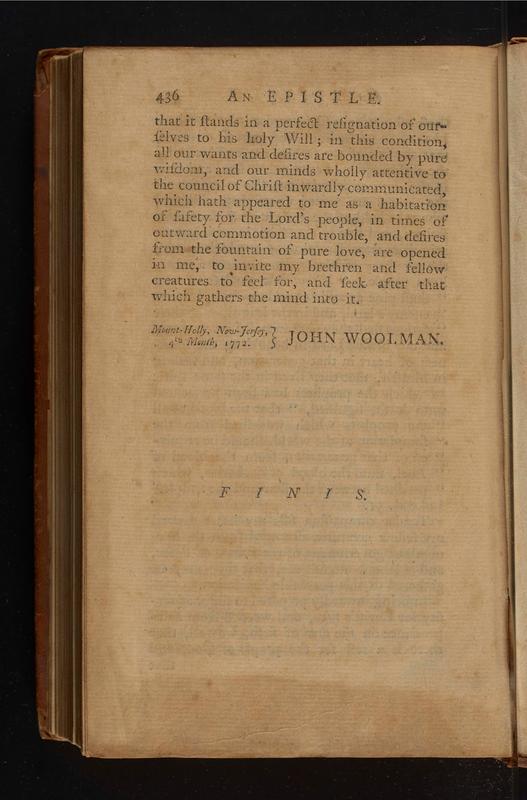 436 AN EPISTLE.
that it ſtands in a perfect reſignation of our-
ſelves to his holy Will; in this condition,
all our wants and deſires are bounded by pure
wiſdom, and our minds wholly attentive to
the council of Chriſt inwardly communicated,
which hath appeared to me as a habitation
of ſafety for the Lord's people, in times of
outward commotion and trouble, and deſires
from the fountain of pure love, are opened
in me, to invite my brethren and fellow
creatures to feel for, and ſeek after that
which gathers the mind into it.
Mount-Holly, New-Jerſey, }
4th Month, 1772. } JOHN WOOLMAN.
FINIS.